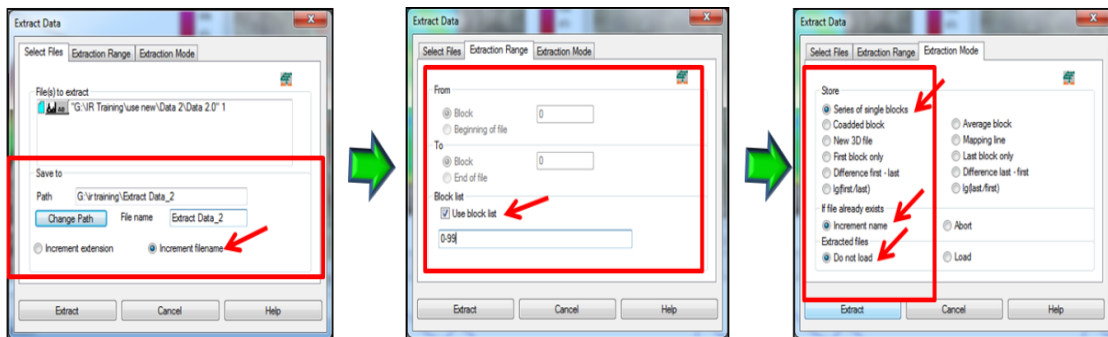 Extract Data
X
Select Files Extraction Range Extraction Mode
File(s) to extract
AB "G:\IR Training\use new\Data 2\Data 2.0" 1
Save to
Path G:\ir training\Extract Data_2
Change Path File name Extract Data_2
Increment extension Increment filename
Extract Cancel Help
Extract Data
X
Select Files Extraction Range Extraction Mode
From
Block 0
Beginning of file
To
Block 0
End of file
Block list
Use block list
0-99
Extract Cancel Help
Extract Data
X
Select Files Extraction Range Extraction Mode
Store
Series of single blocks
Coadded block Average block
New 3D file Mapping line
First block only Last block only
Difference first - last Difference last - first
lg(first/last) lg(last/first)
If file already exists
Increment name Abort
Extracted files
Do not load Load
Extract Cancel Help